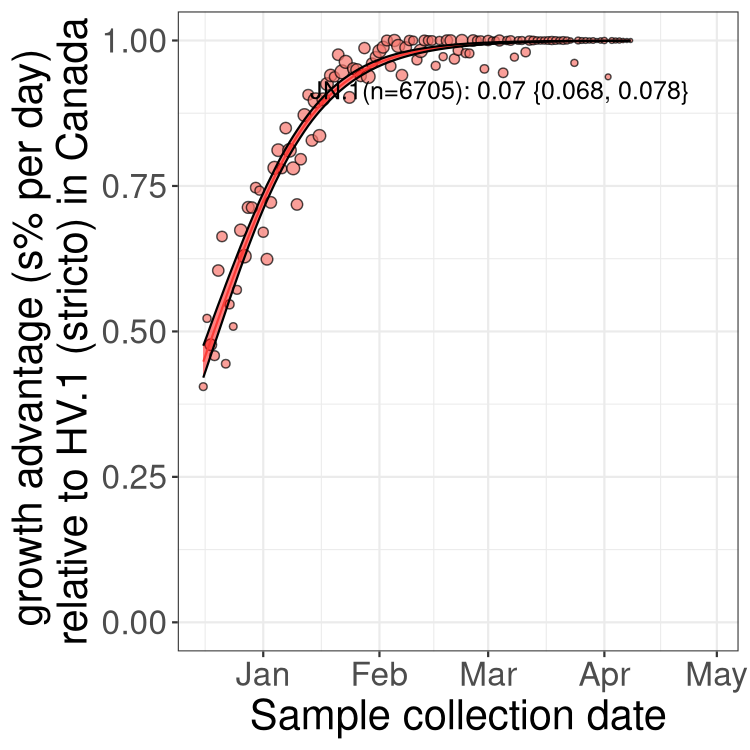 growth advantage (s% per day)
relative to HV.1 (stricto) in Canada
1.00
0.75
0.50
0.25
0.00
JN.1(n=6705): 0.07 {0.068, 0.078}
Jan Feb Mar Apr May
Sample collection date